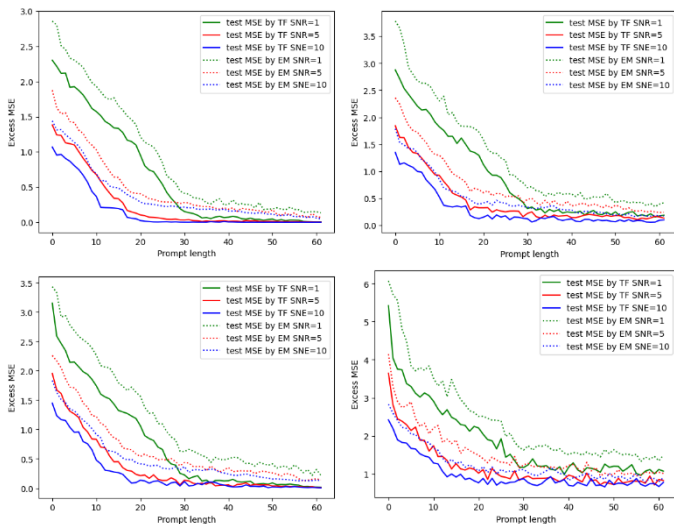 3.0
2.5
2.0
1.5
1.0
0.5
0.0
Excess MSE
0 10 20 30 40 50 60
Prompt length
test MSE by TF SNR=1
test MSE by TF SNR=5
test MSE by TF SNE=10
test MSE by EM SNR=1
test MSE by EM SNR=5
test MSE by EM SNE=10
3.5
3.0
2.5
2.0
1.5
1.0
0.5
0.0
Excess MSE
0 10 20 30 40 50 60
Prompt length
test MSE by TF SNR=1
test MSE by TF SNR=5
test MSE by TF SNE=10
test MSE by EM SNR=1
test MSE by EM SNR=5
test MSE by EM SNE=10
3.5
3.0
2.5
2.0
1.5
1.0
0.5
0.0
Excess MSE
0 10 20 30 40 50 60
Prompt length
test MSE by TF SNR=1
test MSE by TF SNR=5
test MSE by TF SNE=10
test MSE by EM SNR=1
test MSE by EM SNR=5
test MSE by EM SNE=10
6
5
4
3
2
1
Excess MSE
0 10 20 30 40 50 60
Prompt length
test MSE by TF SNR=1
test MSE by TF SNR=5
test MSE by TF SNE=10
test MSE by EM SNR=1
test MSE by EM SNR=5
test MSE by EM SNE=10